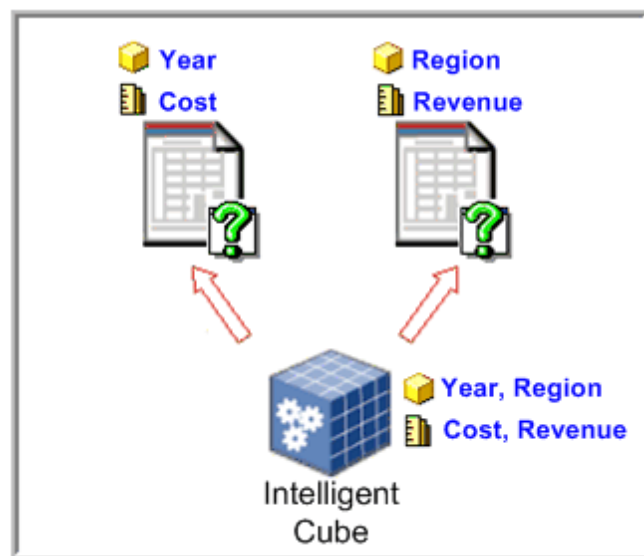 Year
Cost
Region
Revenue
?
?
Year, Region
Cost, Revenue
Intelligent
Cube